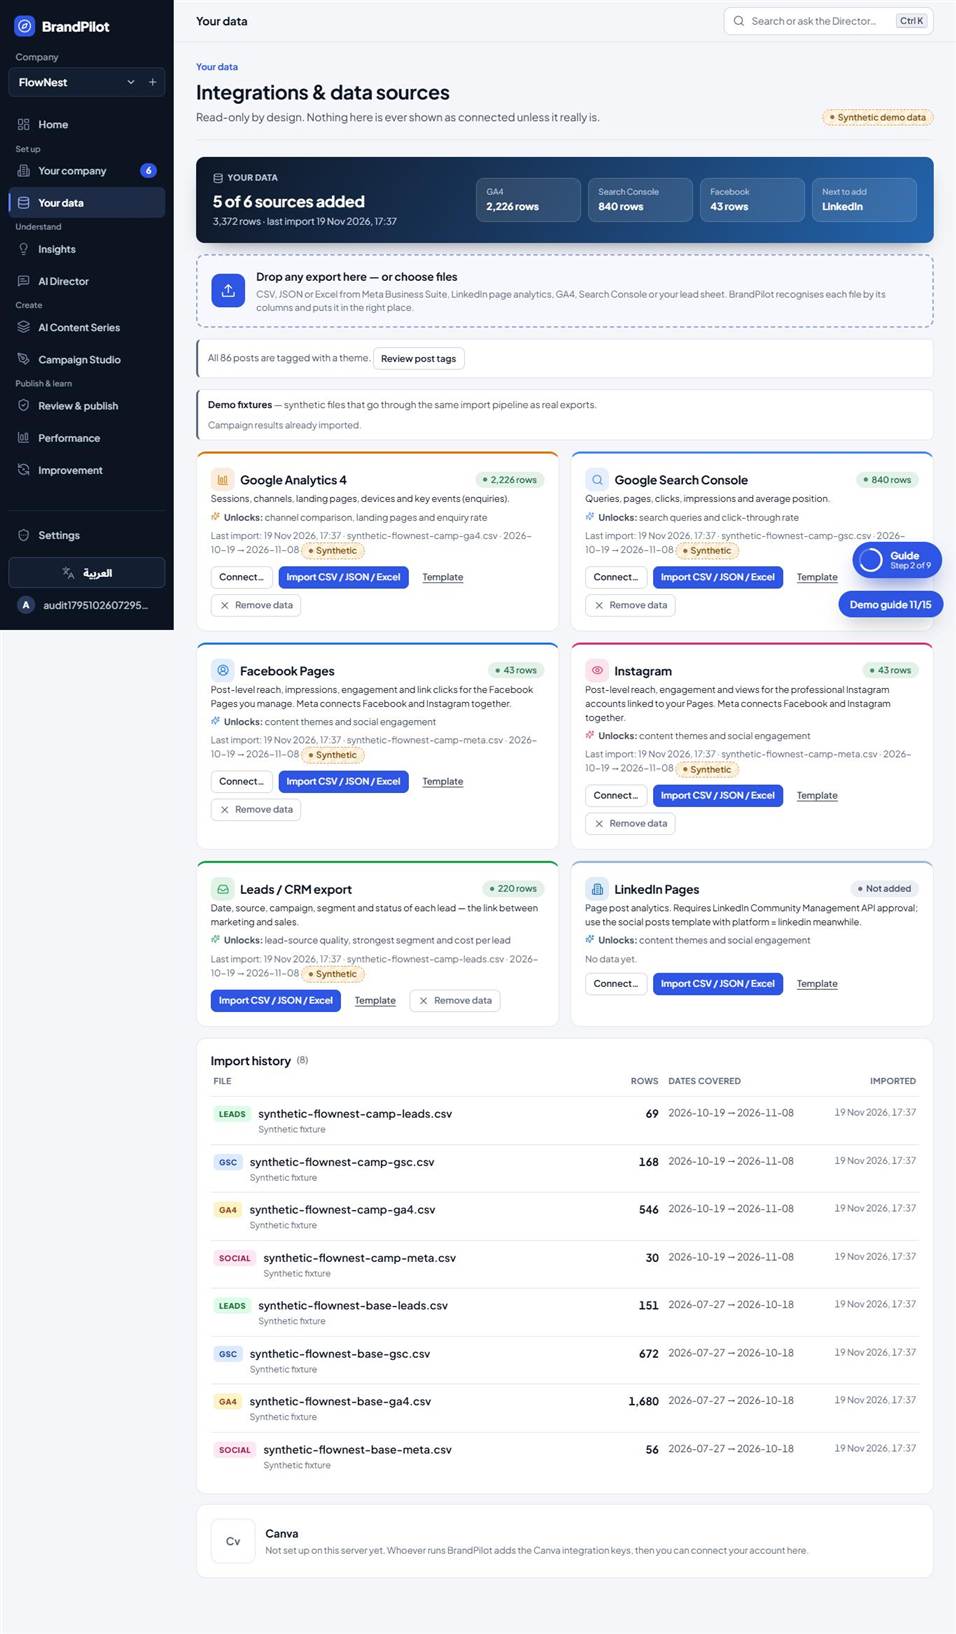 BrandPilot
Company
FlowNest
Home
Set up
Your company 6
Your data
Understand
Insights
AI Director
Create
AI Content Series
Campaign Studio
Publish & learn
Review & publish
Performance
Improvement
Settings
العربية
A audit1795102607295...
Your data
Search or ask the Director... Ctrl K
Your data
Integrations & data sources
Read-only by design. Nothing here is ever shown as connected unless it really is.
Synthetic demo data
YOUR DATA
5 of 6 sources added
3,372 rows · last import 19 Nov 2026, 17:37
GA4
2,226 rows
Search Console
840 rows
Facebook
43 rows
Next to add
LinkedIn
Drop any export here — or choose files
CSV, JSON or Excel from Meta Business Suite, LinkedIn page analytics, GA4, Search Console or your lead sheet. BrandPilot recognises each file by its
columns and puts it in the right place.
All 86 posts are tagged with a theme. Review post tags
Demo fixtures — synthetic files that go through the same import pipeline as real exports.
Campaign results already imported.
Google Analytics 4
2,226 rows
Sessions, channels, landing pages, devices and key events (enquiries).
Unlocks: channel comparison, landing pages and enquiry rate
Last import: 19 Nov 2026, 17:37 · synthetic-flownest-camp-ga4.csv · 2026-
10-19 → 2026-11-08 Synthetic
Connect... Import CSV / JSON / Excel Template
Remove data
Google Search Console
840 rows
Queries, pages, clicks, impressions and average position.
Unlocks: search queries and click-through rate
Last import: 19 Nov 2026, 17:37 · synthetic-flownest-camp-gsc.csv · 2026-
10-19 → 2026-11-08 Synthetic
Connect... Import CSV / JSON / Excel Template
Remove data
Guide
Step 2 of 9
Demo guide 11/15
Facebook Pages
43 rows
Post-level reach, impressions, engagement and link clicks for the Facebook
Pages you manage. Meta connects Facebook and Instagram together.
Unlocks: content themes and social engagement
Last import: 19 Nov 2026, 17:37 · synthetic-flownest-camp-meta.csv · 2026-
10-19 → 2026-11-08 Synthetic
Connect... Import CSV / JSON / Excel Template
Remove data
Instagram
43 rows
Post-level reach, engagement and views for the professional Instagram
accounts linked to your Pages. Meta connects Facebook and Instagram
together.
Unlocks: content themes and social engagement
Last import: 19 Nov 2026, 17:37 · synthetic-flownest-camp-meta.csv · 2026-
10-19 → 2026-11-08 Synthetic
Connect... Import CSV / JSON / Excel Template
Remove data
Leads / CRM export
220 rows
Date, source, campaign, segment and status of each lead — the link between
marketing and sales.
Unlocks: lead-source quality, strongest segment and cost per lead
Last import: 19 Nov 2026, 17:37 · synthetic-flownest-camp-leads.csv · 2026-
10-19 → 2026-11-08 Synthetic
Import CSV / JSON / Excel Template Remove data
LinkedIn Pages
Not added
Page post analytics. Requires LinkedIn Community Management API approval;
use the social posts template with platform = linkedin meanwhile.
Unlocks: content themes and social engagement
No data yet.
Connect... Import CSV / JSON / Excel Template
Import history (8)
FILE ROWS DATES COVERED IMPORTED
LEADS synthetic-flownest-camp-leads.csv 69 2026-10-19 → 2026-11-08 19 Nov 2026, 17:37
Synthetic fixture
GSC synthetic-flownest-camp-gsc.csv 168 2026-10-19 → 2026-11-08 19 Nov 2026, 17:37
Synthetic fixture
GA4 synthetic-flownest-camp-ga4.csv 546 2026-10-19 → 2026-11-08 19 Nov 2026, 17:37
Synthetic fixture
SOCIAL synthetic-flownest-camp-meta.csv 30 2026-10-19 → 2026-11-08 19 Nov 2026, 17:37
Synthetic fixture
LEADS synthetic-flownest-base-leads.csv 151 2026-07-27 → 2026-10-18 19 Nov 2026, 17:37
Synthetic fixture
GSC synthetic-flownest-base-gsc.csv 672 2026-07-27 → 2026-10-18 19 Nov 2026, 17:37
Synthetic fixture
GA4 synthetic-flownest-base-ga4.csv 1,680 2026-07-27 → 2026-10-18 19 Nov 2026, 17:37
Synthetic fixture
SOCIAL synthetic-flownest-base-meta.csv 56 2026-07-27 → 2026-10-18 19 Nov 2026, 17:37
Synthetic fixture
Cv
Canva
Not set up on this server yet. Whoever runs BrandPilot adds the Canva integration keys, then you can connect your account here.